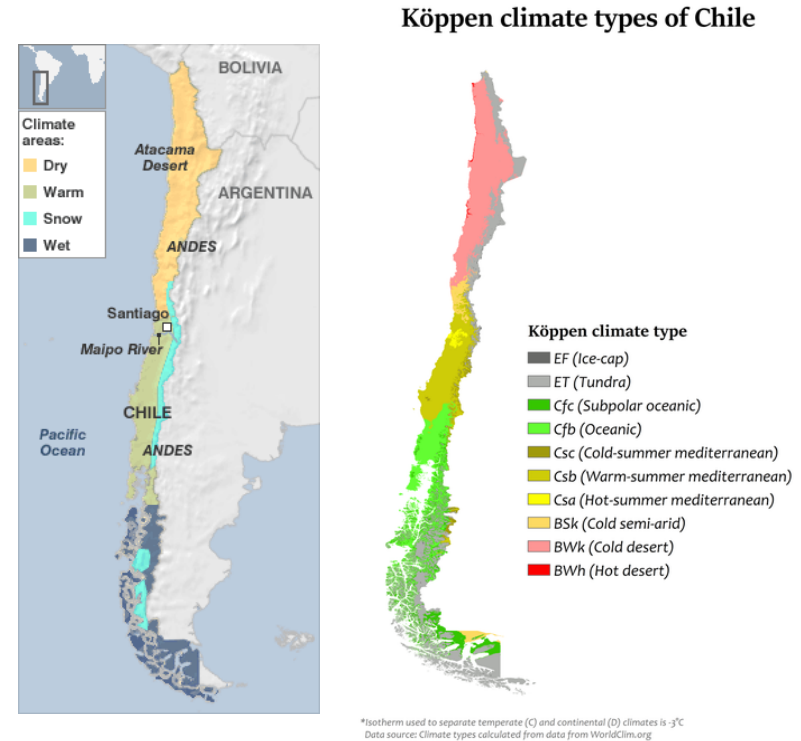 Köppen climate types of Chile
BOLIVIA
Climate
areas:
Dry
Warm
Snow
Wet
Atacama
Desert
ARGENTINA
ANDES
Santiago
Maipo River
CHILE
Pacific
Ocean
ANDES
Köppen climate type
EF (Ice-cap)
ET (Tundra)
Cfc (Subpolar oceanic)
Cfb (Oceanic)
Csc (Cold-summer mediterranean)
Csb (Warm-summer mediterranean)
Csa (Hot-summer mediterranean)
BSk (Cold semi-arid)
BWk (Cold desert)
BWh (Hot desert)
*Isotherm used to separate temperate (C) and continental (D) climates is -3°C
Data source: Climate types calculated from data from WorldClim.org